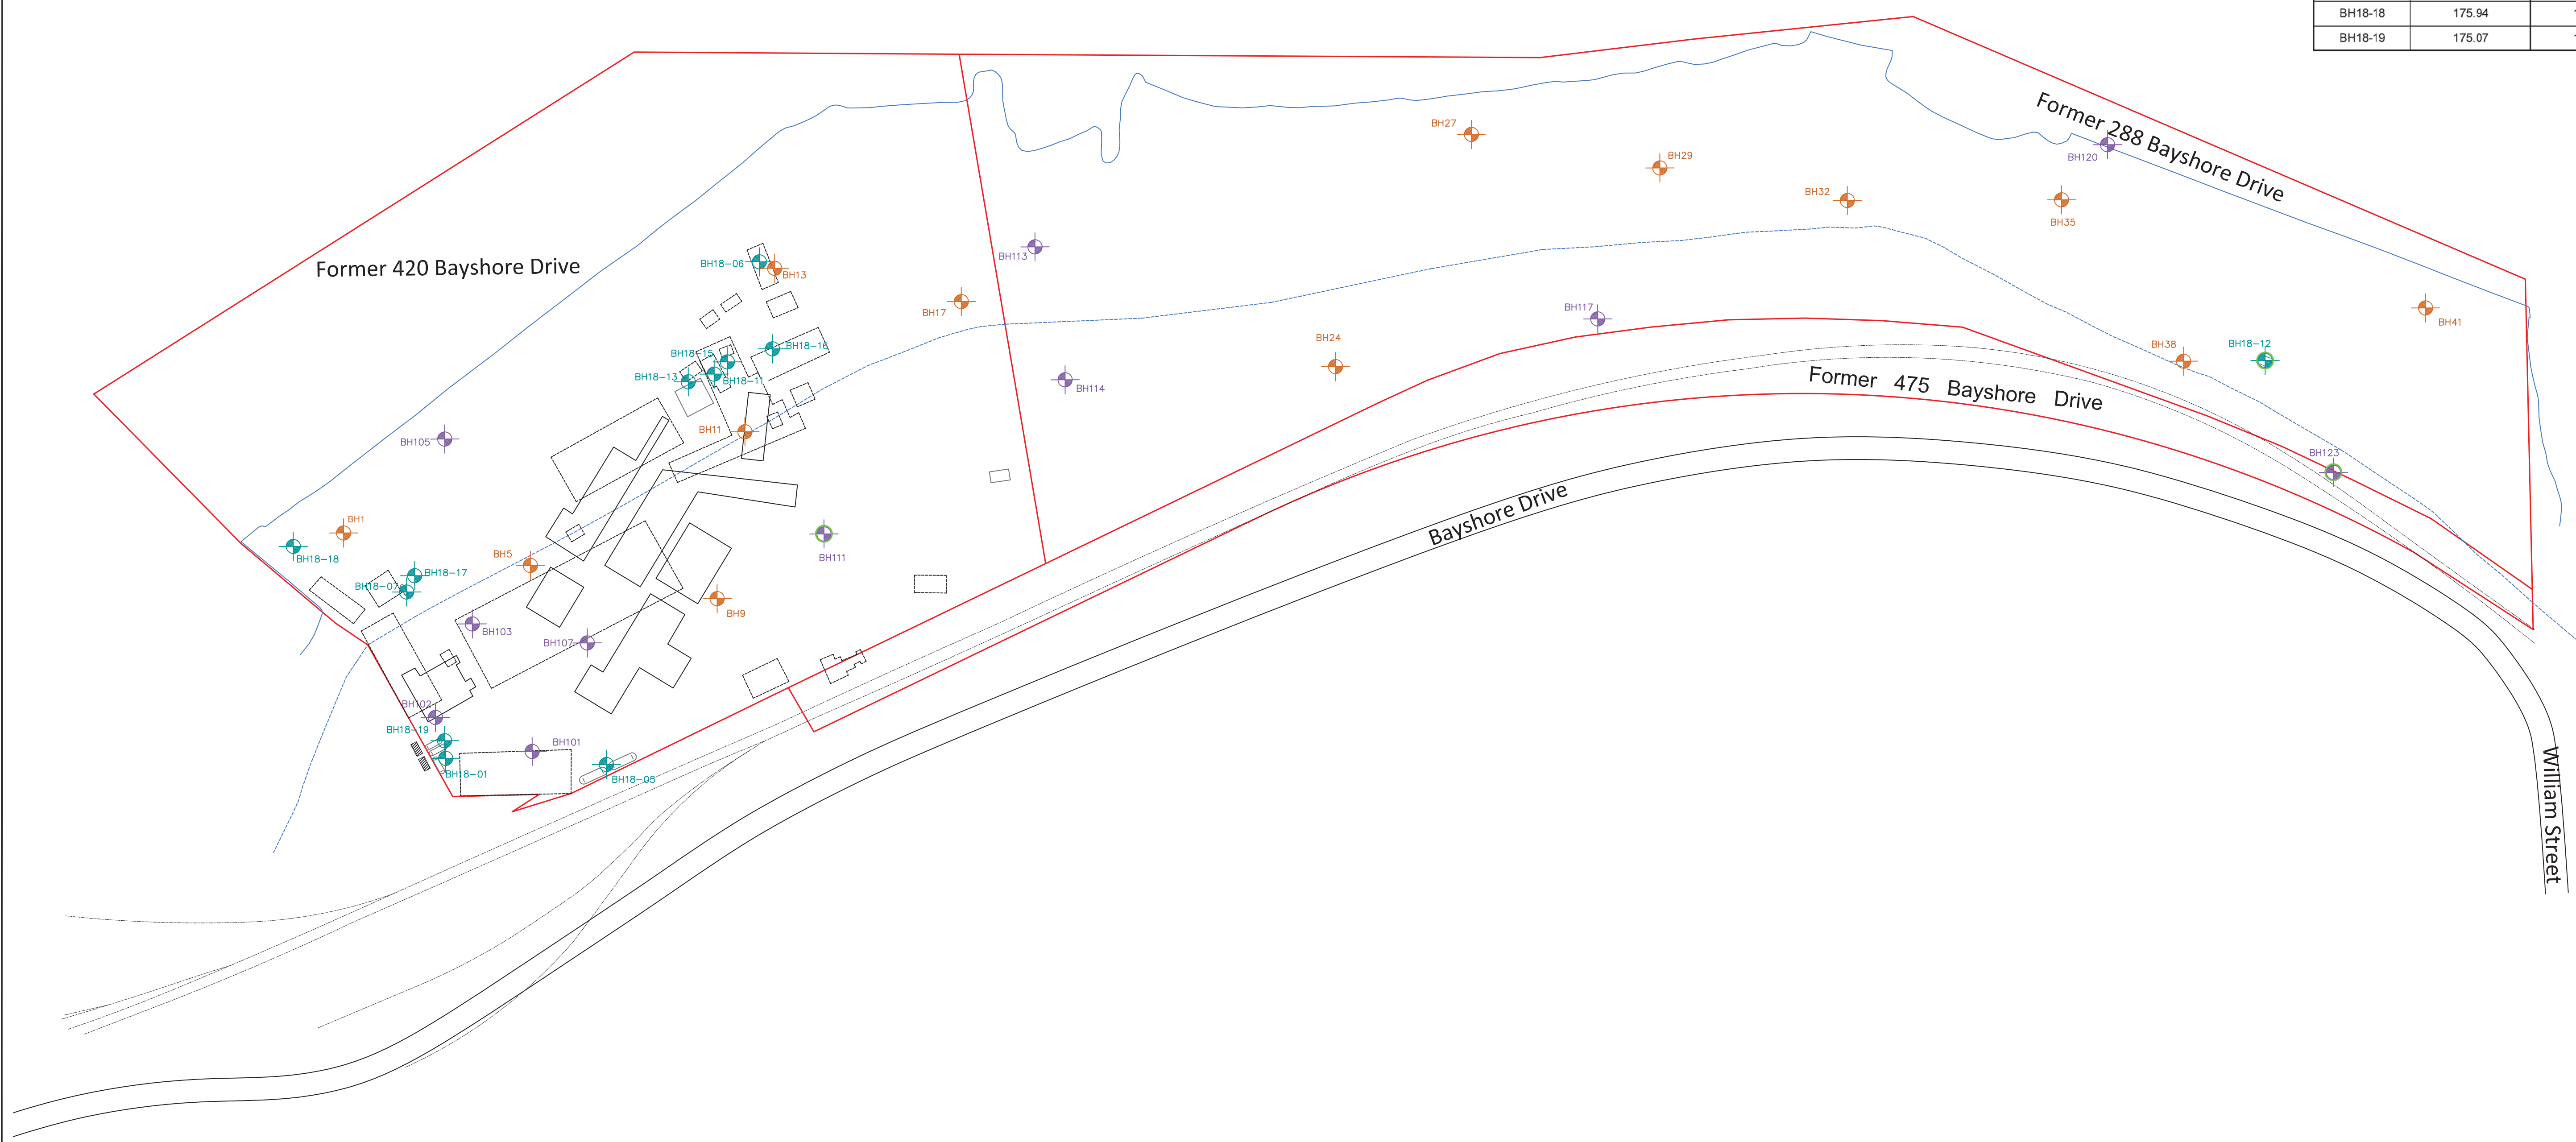 BH18-18 175.94
BH18-19 175.07
Former 288 Bayshore Drive
BH27
BH29
BH120
BH32
BH35
BH113
Former 420 Bayshore Drive
BH18-06
BH13
BH17
BH117
BH41
BH24
BH18-12
BH38
BH18-15
BH18-16
BH18-13
BH18-11
BH114
Former 475 Bayshore Drive
BH11
BH105
BH123
Bayshore Drive
BH1
BH5
BH111
BH18-18
BH18-17
BH18-07
BH9
BH103
BH107
BH102
BH18-19
BH101
BH18-01
BH18-05
William Street